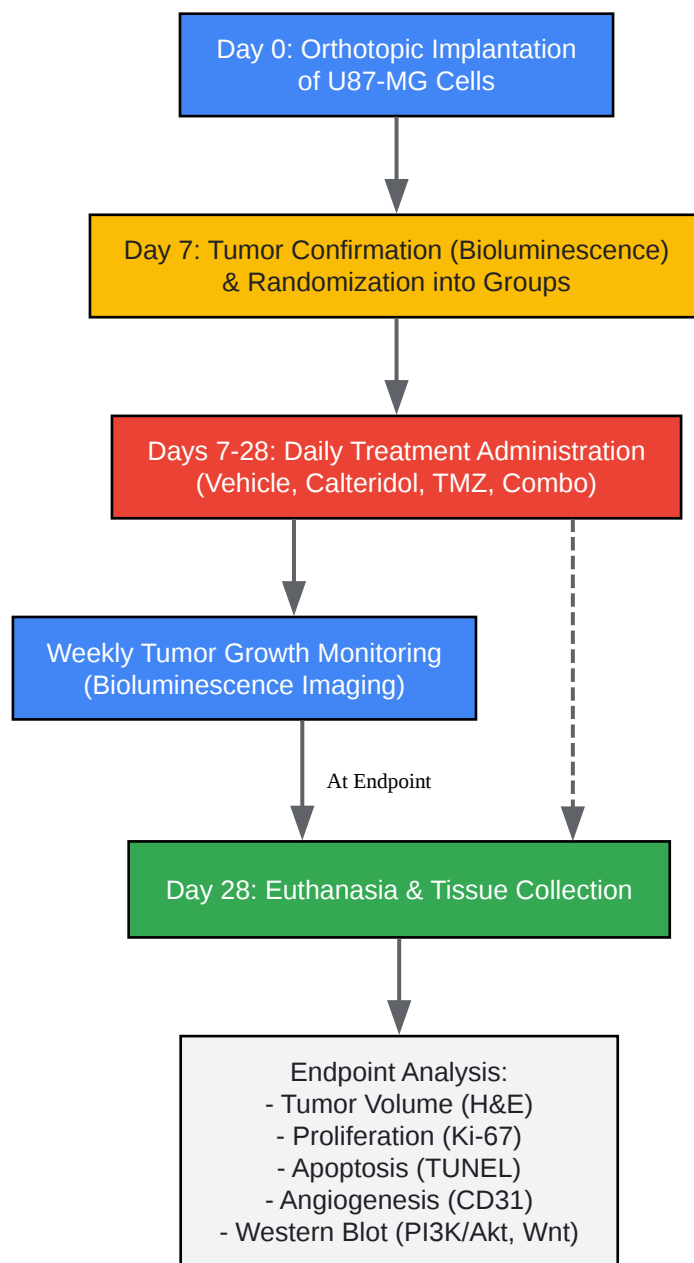 Day 0: Orthotopic Implantation
of U87-MG Cells
Day 7: Tumor Confirmation (Bioluminescence)
& Randomization into Groups
Days 7-28: Daily Treatment Administration
(Vehicle, Calteridol, TMZ, Combo)
Weekly Tumor Growth Monitoring
(Bioluminescence Imaging)
At Endpoint
Day 28: Euthanasia & Tissue Collection
Endpoint Analysis:
- Tumor Volume (H&E)
- Proliferation (Ki-67)
- Apoptosis (TUNEL)
- Angiogenesis (CD31)
- Western Blot (PI3K/Akt, Wnt)